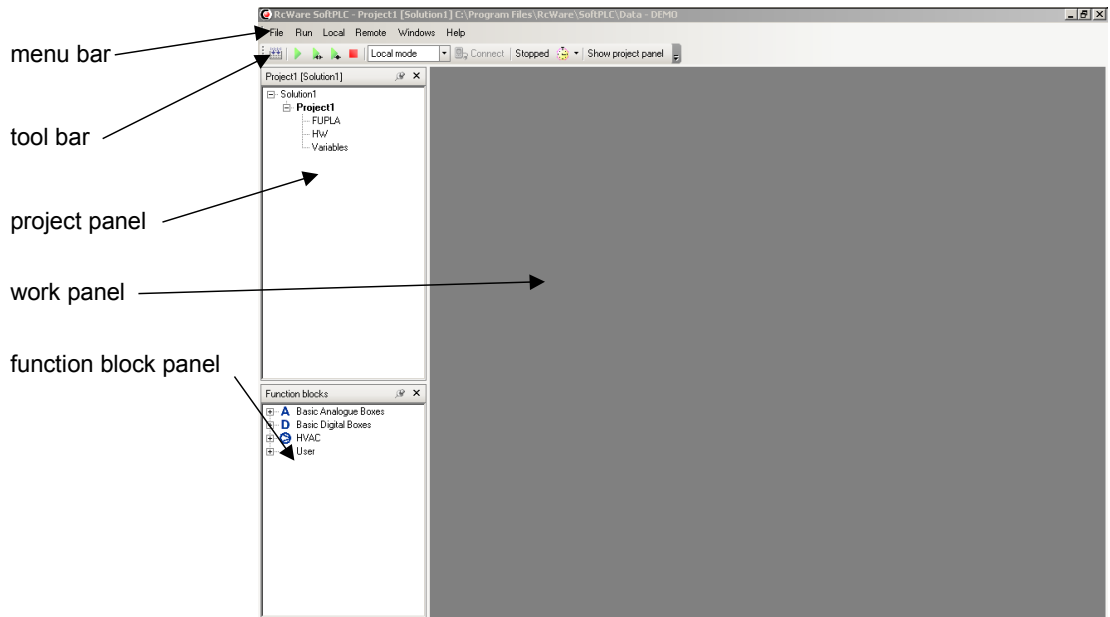 RcWare SoftPLC - Project1 [Solution1] C:\Program Files\RcWare\SoftPLC\Data - DEMO
File Run Local Remote Windows Help
menu bar
Local mode Connect Stopped Show project panel
Project1 [Solution1]
Solution1
Project1
FUPLA
HW
Variables
tool bar
project panel
work panel
function block panel
Function blocks
A Basic Analogue Boxes
D Basic Digital Boxes
HVAC
User